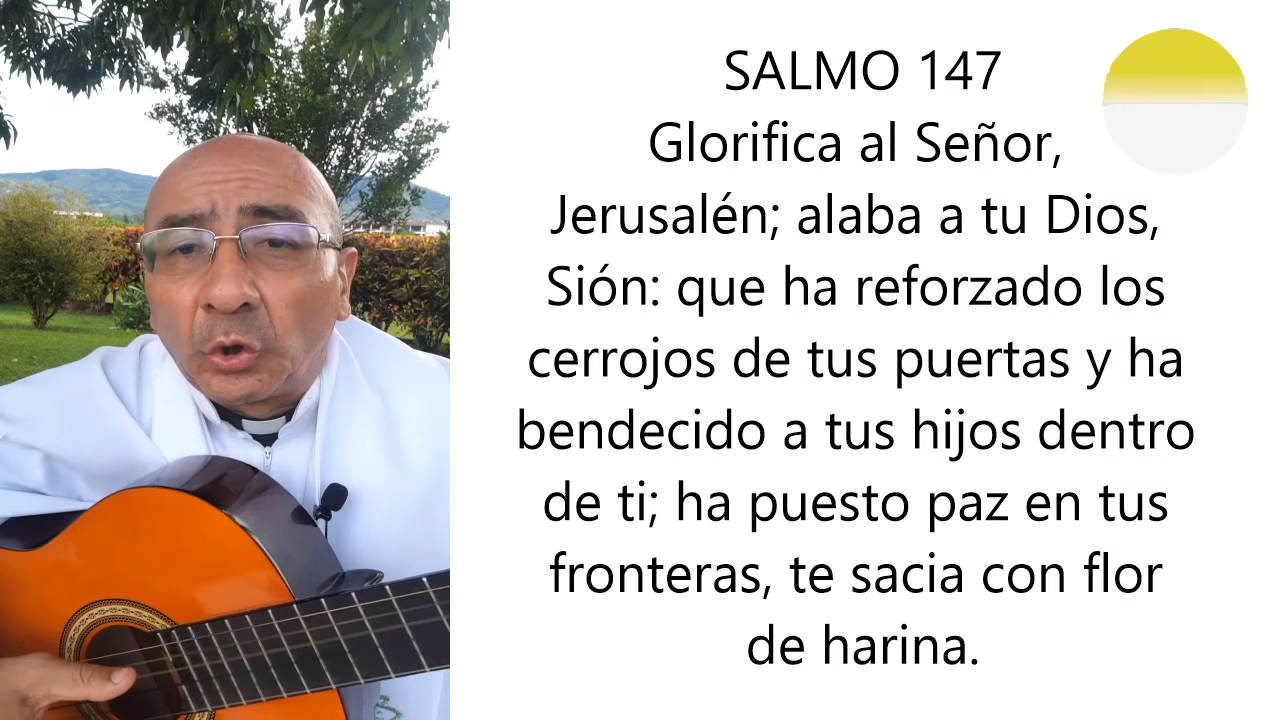 SALMO 147
Glorifica al Señor,
Jerusalén; alaba a tu Dios,
Sión: que ha reforzado los
cerrojos de tus puertas y ha
bendecido a tus hijos dentro
de ti; ha puesto paz en tus
fronteras, te sacia con flor
de harina.